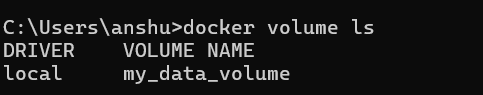 C:\Users\anshu>docker volume ls
DRIVER    VOLUME NAME
local     my_data_volume